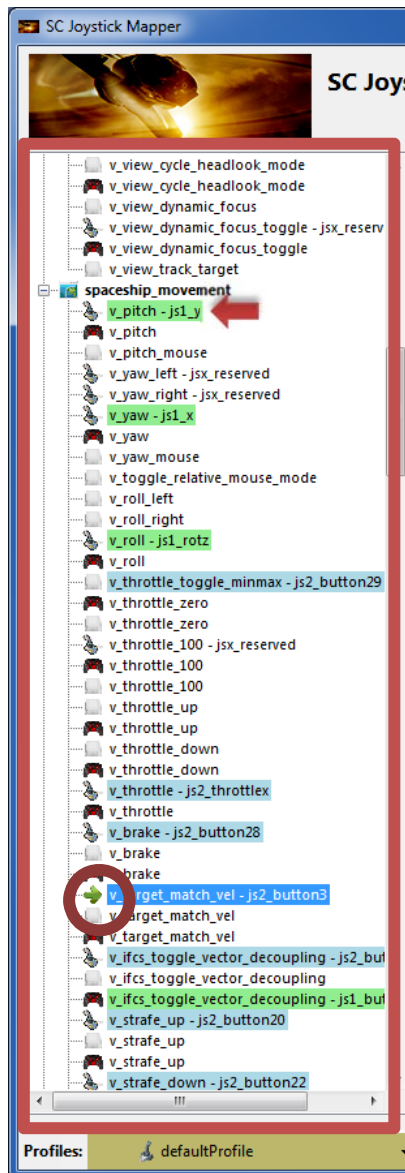 SC Joystick Mapper
SC Joys
v_view_cycle_headlook_mode
v_view_cycle_headlook_mode
v_view_dynamic_focus
v_view_dynamic_focus_toggle - jsx_reserv
v_view_dynamic_focus_toggle
v_view_track_target
spaceship_movement
v_pitch - js1_y
v_pitch
v_pitch_mouse
v_yaw_left - jsx_reserved
v_yaw_right - jsx_reserved
v_yaw - js1_x
v_yaw
v_yaw_mouse
v_toggle_relative_mouse_mode
v_roll_left
v_roll_right
v_roll - js1_rotz
v_roll
v_throttle_toggle_minmax - js2_button29
v_throttle_zero
v_throttle_zero
v_throttle_100 - jsx_reserved
v_throttle_100
v_throttle_100
v_throttle_up
v_throttle_up
v_throttle_down
v_throttle_down
v_throttle - js2_throttlex
v_throttle
v_brake - js2_button28
v_brake
v_brake
v_target_match_vel - js2_button3
v_target_match_vel
v_target_match_vel
v_ifcs_toggle_vector_decoupling - js2_but
v_ifcs_toggle_vector_decoupling
v_ifcs_toggle_vector_decoupling - js1_but
v_strafe_up - js2_button20
v_strafe_up
v_strafe_up
v_strafe_down - js2_button22
Profiles: defaultProfile